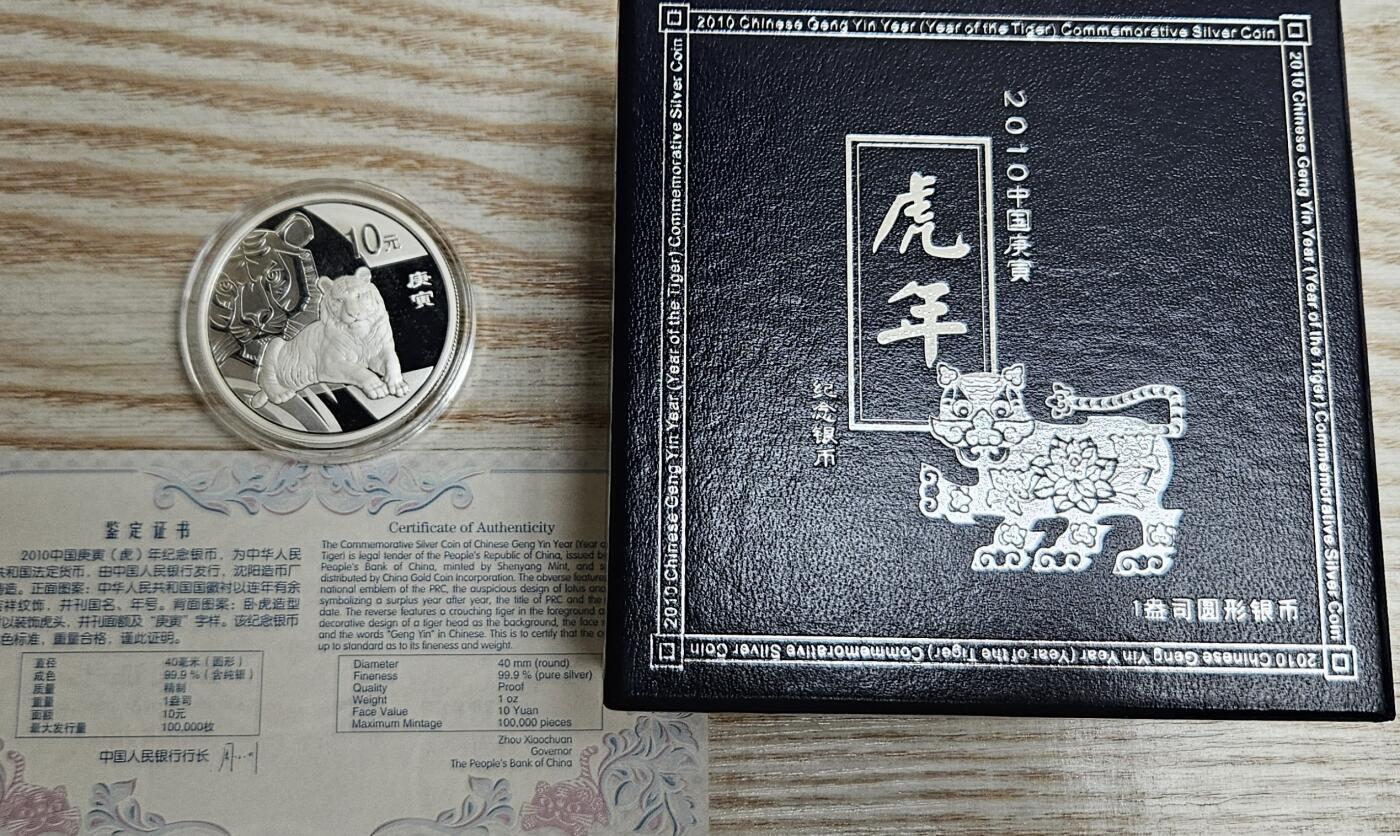 10元
庚
寅
2010 Chinese Geng Yin Year (Year of the Tiger) Commemorative Silver Coin
2010 Chinese Geng Yin Year (Year of the Tiger) Commemorative Silver Coin
2010 Chinese Geng Yin Year (Year of the Tiger) Commemorative Silver Coin
2010 Chinese Geng Yin Year (Year of the Tiger) Commemorative Silver Coin
2010中国庚寅
虎年
纪念银币
1盎司圆形银币
鉴定证书
2010中国庚寅（虎）年纪念银币，为中华人民
共和国法定货币，由中国人民银行发行，沈阳造币厂
铸造。正面图案：中华人民共和国国徽衬以连年有余
吉祥纹饰，并刊国名、年号。背面图案：卧虎造型
衬以装饰虎头，并刊面额及“庚寅”字样。该纪念银币
成色标准，重量合格，谨此证明。
直径 40毫米（圆形）
成色 99.9％（含纯银）
质量 精制
重量 1盎司
面额 10元
最大发行量 100,000枚
中国人民银行行长
Certificate of Authenticity
The Commemorative Silver Coin of Chinese Geng Yin Year (Year o
Tiger) is legal tender of the People's Republic of China, issued b
People's Bank of China, minted by Shenyang Mint, and s
distributed by China Gold Coin Incorporation. The obverse feature
national emblem of the PRC, the auspicious design of lotus and
symbolizing a surplus year after year, the title of PRC and the
date. The reverse features a crouching tiger in the foreground a
decorative design of a tiger head as the background, the face v
and the words "Geng Yin" in Chinese. This is to certify that the c
up to standard as to its fineness and weight.
Diameter 40 mm (round)
Fineness 99.9 % (pure silver)
Quality Proof
Weight 1 oz
Face Value 10 Yuan
Maximum Mintage 100,000 pieces
Zhou Xiaochuan
Governor
The People's Bank of China